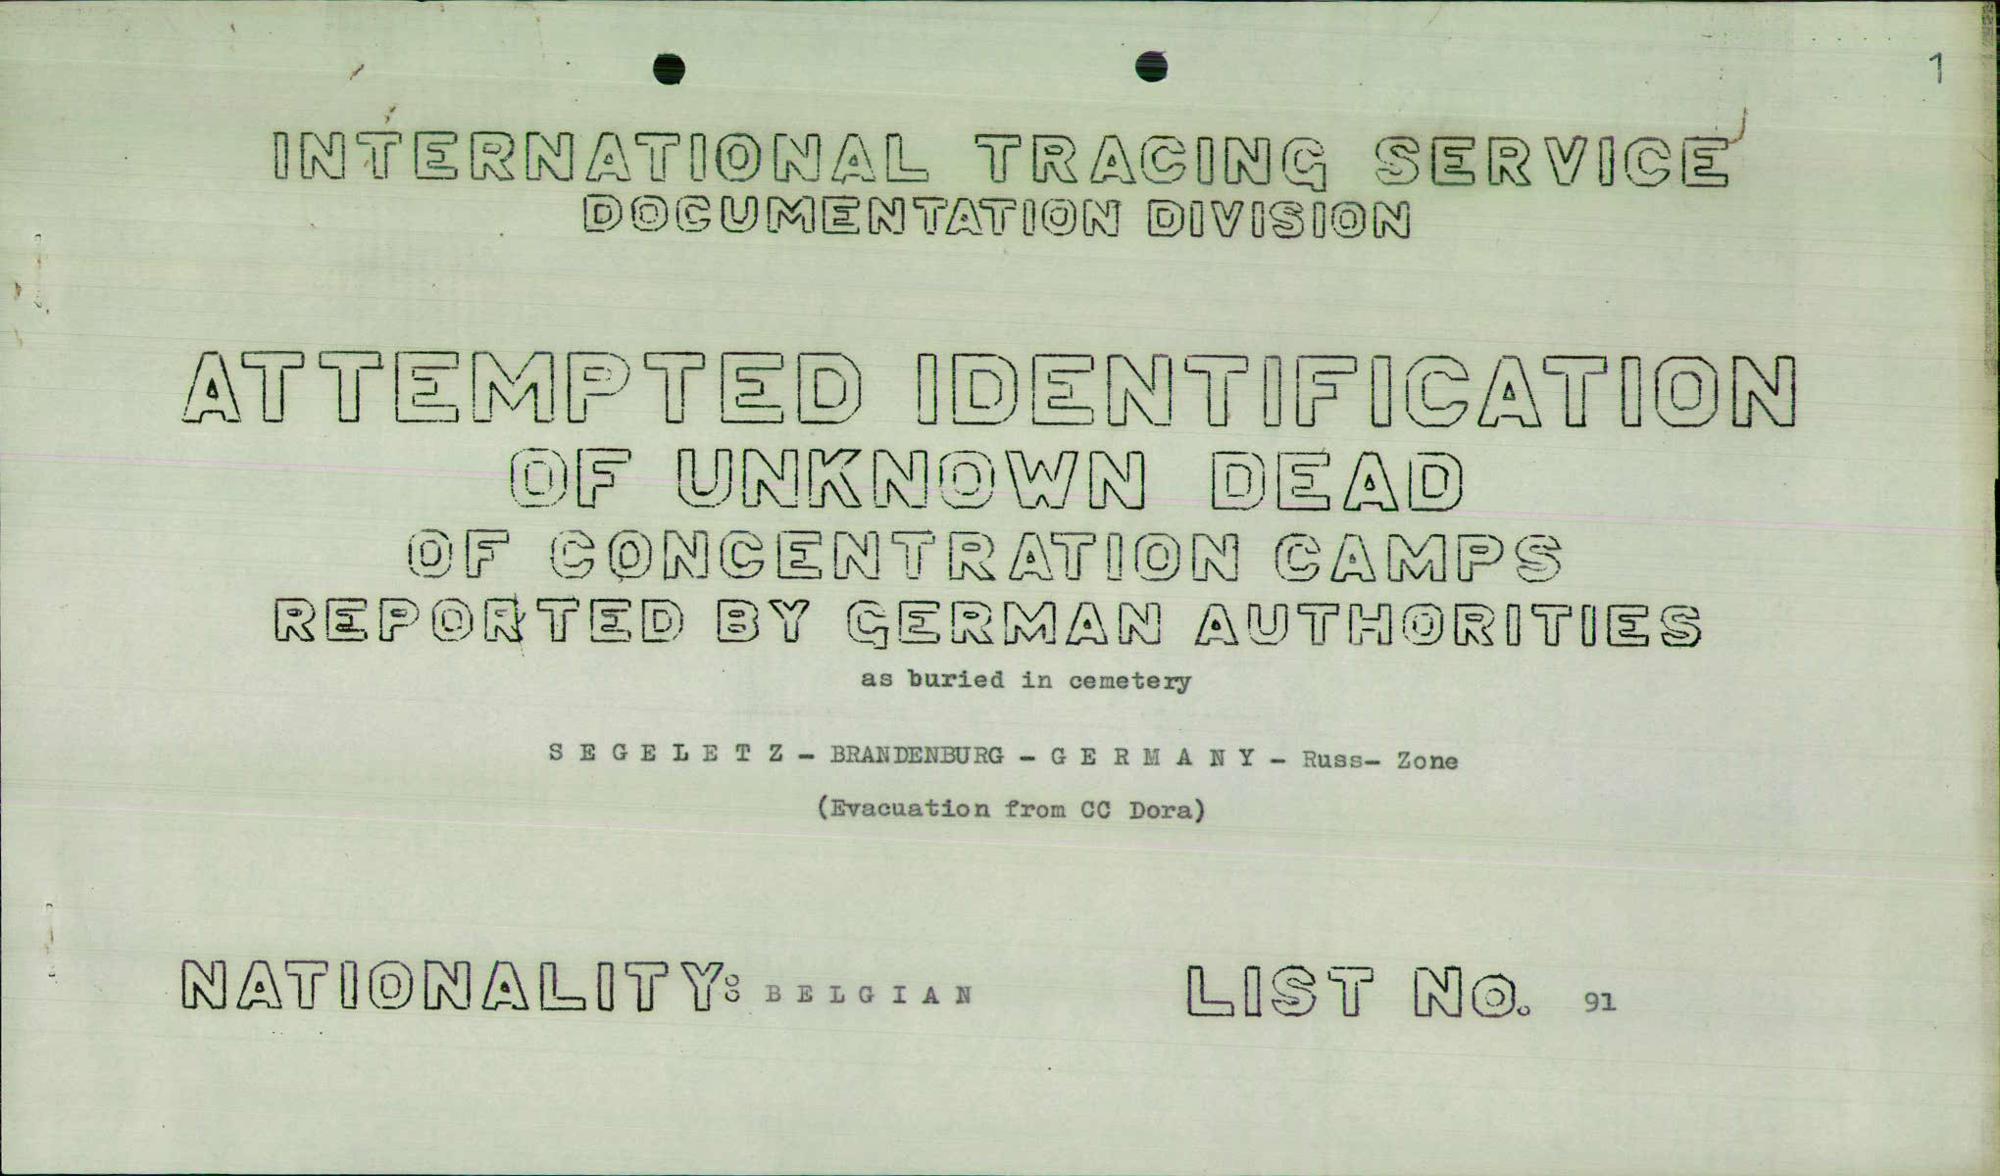 1
INTERNATIONAL TRACING SERVICE
DOCUMENTATION DIVISION
ATTEMPTED IDENTIFICATION
OF UNKNOWN DEAD
OF CONCENTRATION CAMPS
REPORTED BY GERMAN AUTHORITIES
as buried in cemetery
S E G E L E T Z - BRANDENBURG - G E R M A N Y - Russ- Zone
(Evacuation from CC Dora)
NATIONALITY: B E L G I A N LIST No. 91